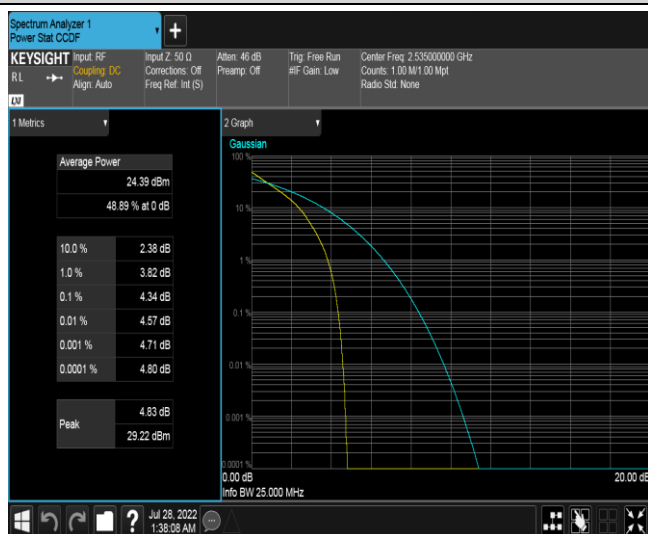 Spectrum Analyzer 1
Power Stat CCDF
+
KEYSIGHT
RL
LXI
Input: RF
Coupling: DC
Align: Auto
Input Z: 50 Ω
Corrections: Off
Freq Ref: Int (S)
Atten: 46 dB
Preamp: Off
Trig: Free Run
#IF Gain: Low
Center Freq: 2.535000000 GHz
Counts: 1.00 M/1.00 Mpt
Radio Std: None
1 Metrics
Average Power
24.39 dBm
48.89 % at 0 dB
10.0 % 2.38 dB
1.0 % 3.82 dB
0.1 % 4.34 dB
0.01 % 4.57 dB
0.001 % 4.71 dB
0.0001 % 4.80 dB
Peak
4.83 dB
29.22 dBm
2 Graph
Gaussian
100 %
10 %
1 %
0.1 %
0.01 %
0.001 %
0.0001 %
0.00 dB
20.00 dB
Info BW 25.000 MHz
?
Jul 28, 2022
1:38:08 AM